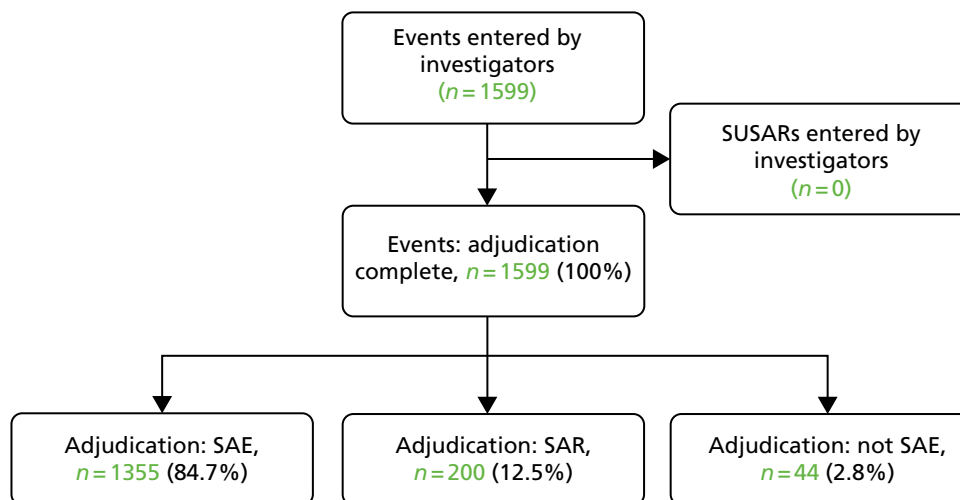 Events entered by
investigators
(n=1599)
SUSARs entered by
investigators
(n=0)
Events: adjudication
complete, n=1599 (100%)
Adjudication: SAE,
n=1355 (84.7%)
Adjudication: SAR,
n=200 (12.5%)
Adjudication: not SAE,
n=44 (2.8%)